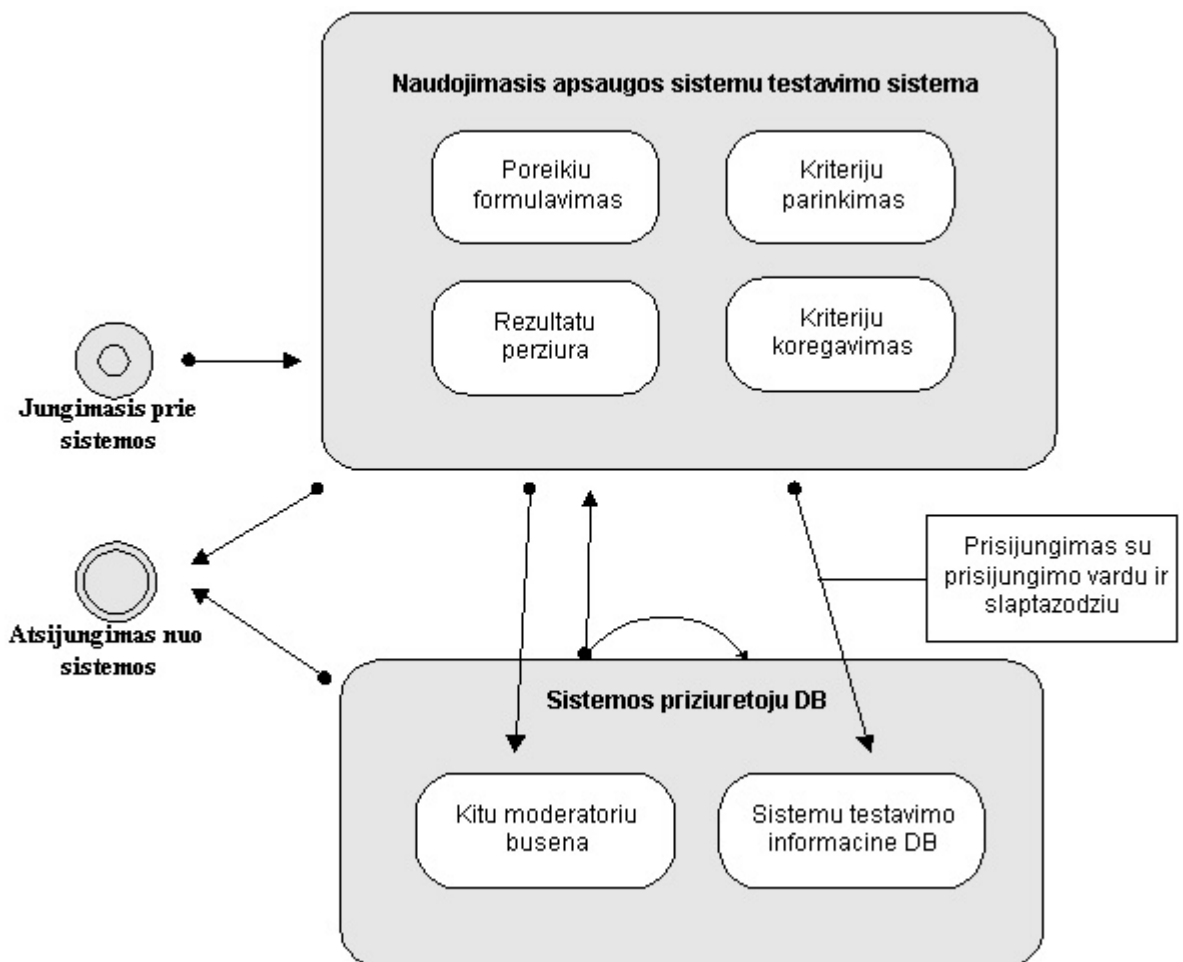 Naudojimasis apsaugos sistemu testavimo sistema
Poreikiu
formulavimas
Kriteriju
parinkimas
Rezultatu
perziura
Kriteriju
koregavimas
Jungimasis prie
sistemos
Atsijungimas nuo
sistemos
Prisijungimas su
prisijungimo vardu ir
slaptazodziu
Sistemos priziuretoju DB
Kitu moderatoriu
busena
Sistemu testavimo
informacine DB